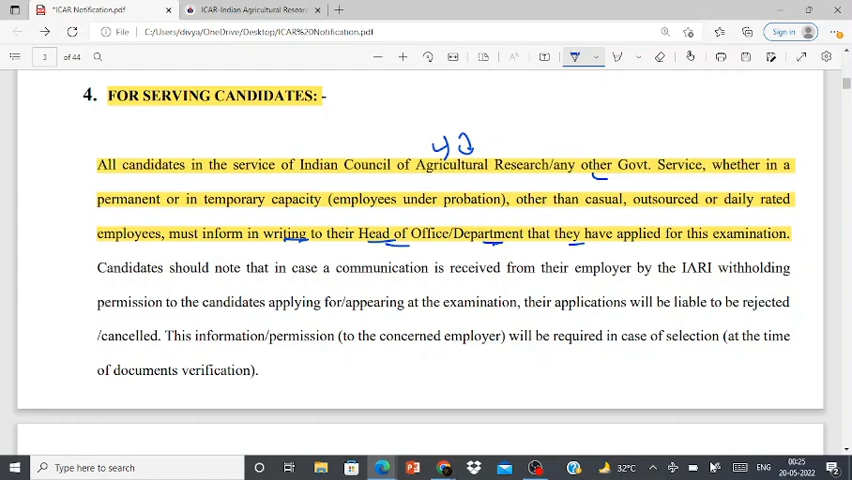 *ICAR Notification.pdf
ICAR-Indian Agricultural Resear
File
C:/Users/divya/OneDrive/Desktop/ICAR%20Notification.pdf
Sign in
3 of 44
4. FOR SERVING CANDIDATES: -
All candidates in the service of Indian Council of Agricultural Research/any other Govt. Service, whether in a
permanent or in temporary capacity (employees under probation), other than casual, outsourced or daily rated
employees, must inform in writing to their Head of Office/Department that they have applied for this examination.
Candidates should note that in case a communication is received from their employer by the IARI withholding
permission to the candidates applying for/appearing at the examination, their applications will be liable to be rejected
/cancelled. This information/permission (to the concerned employer) will be required in case of selection (at the time
of documents verification).
Type here to search
32°C
ENG
00:25
20-05-2022
2